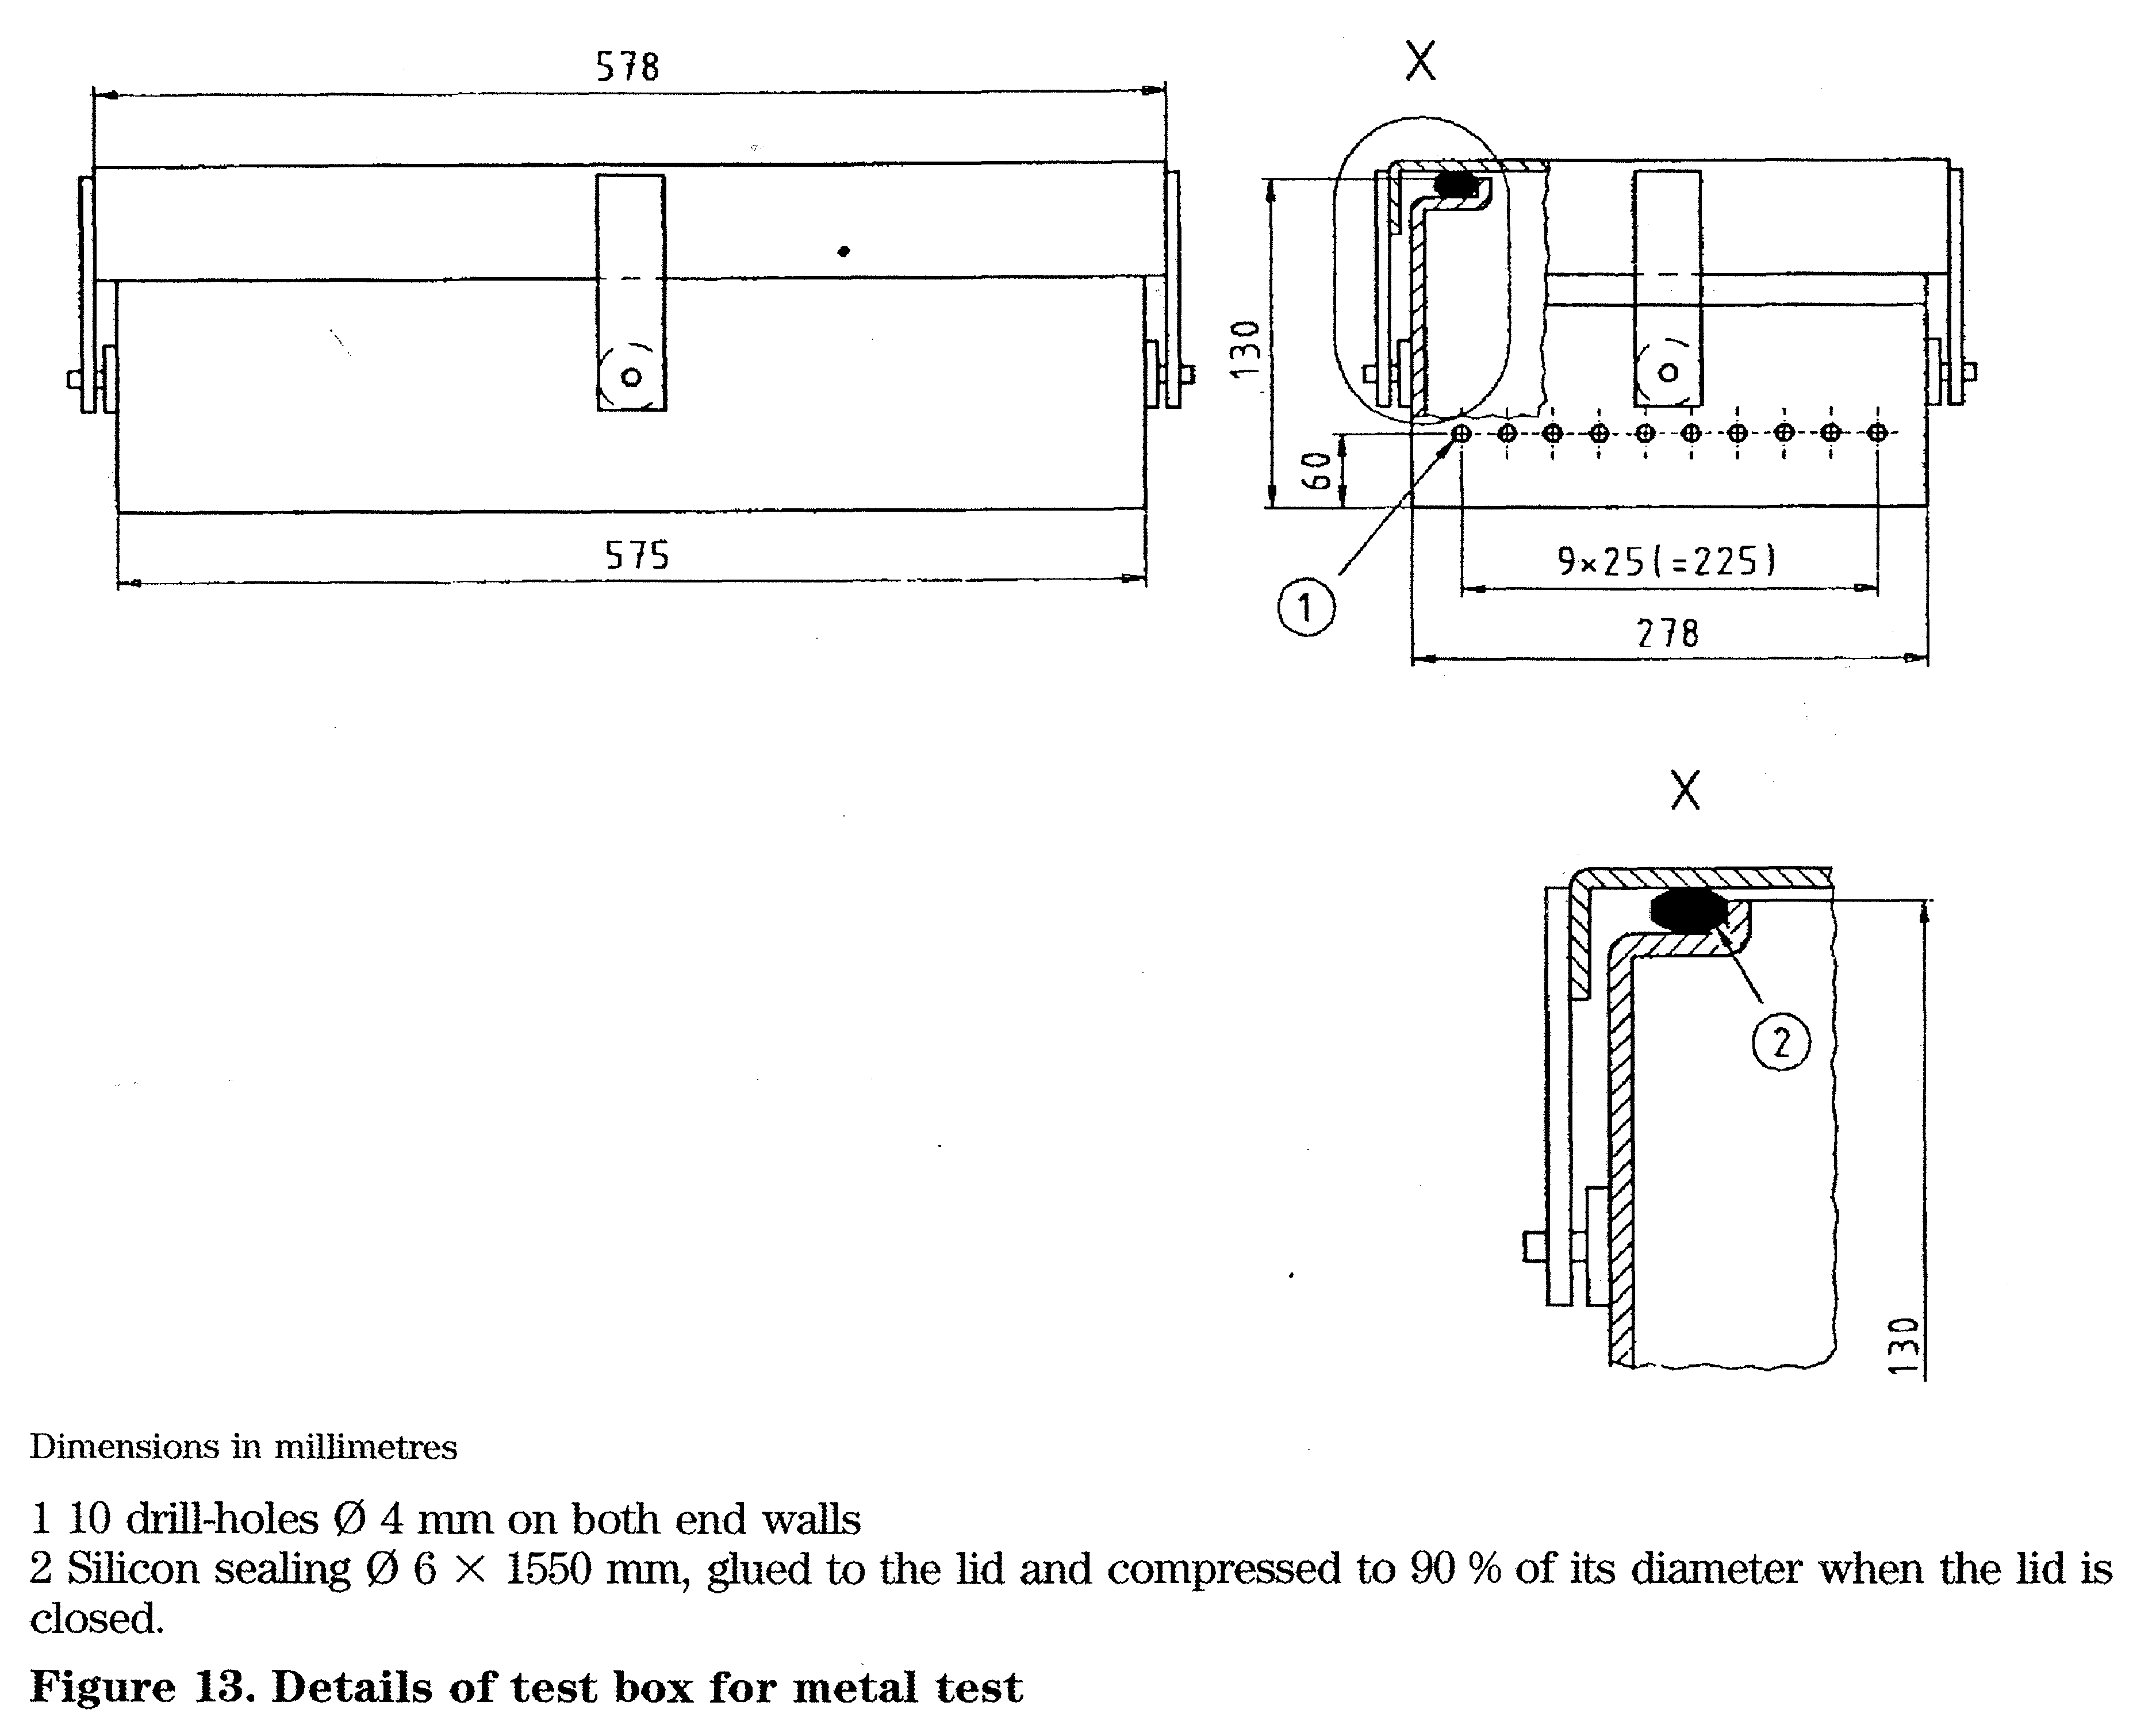 578
X
130
60
575
9×25(=225)
1
278
X
2
130
Dimensions in millimetres
1 10 drill-holes Ø 4 mm on both end walls
2 Silicon sealing Ø 6 × 1550 mm, glued to the lid and compressed to 90 % of its diameter when the lid is
closed.
Figure 13. Details of test box for metal test